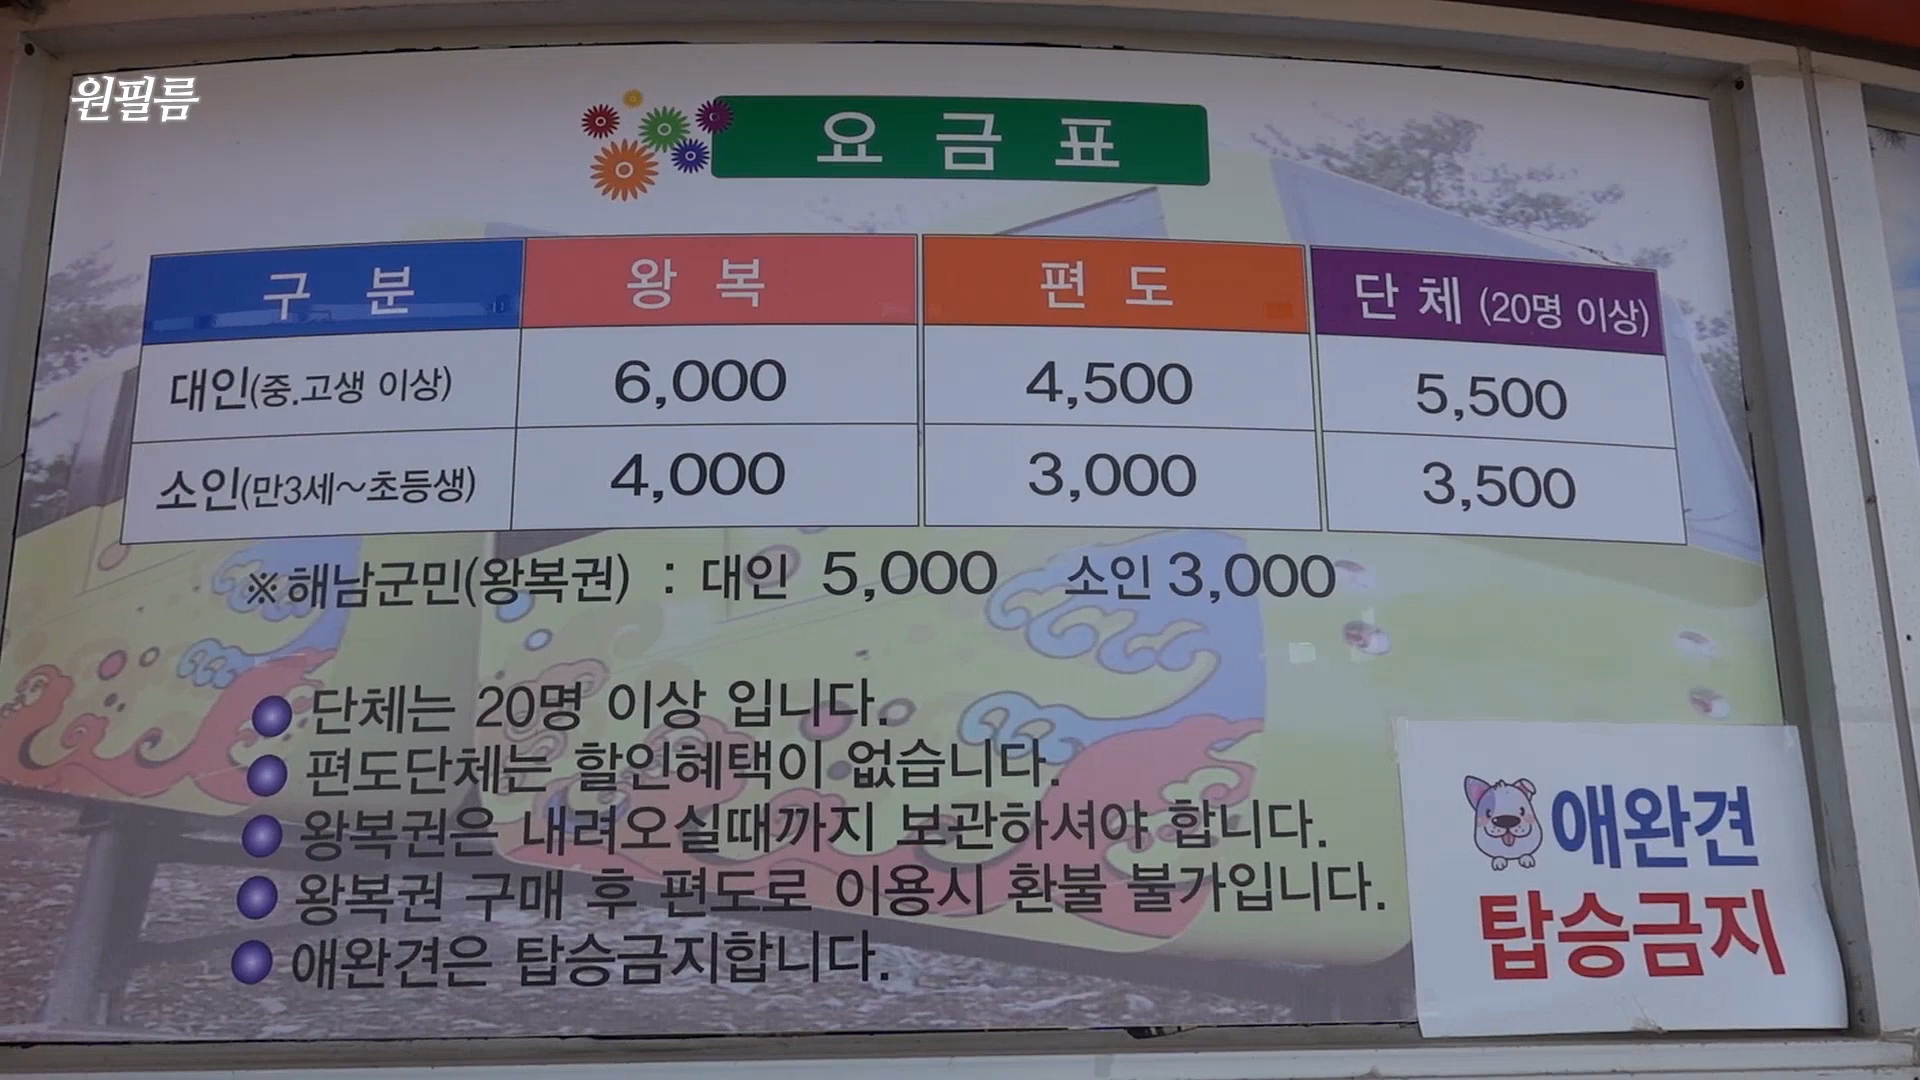 원필름
요 금 표
구 분 왕 복 편 도 단 체 (20명 이상)
대인(중.고생 이상) 6,000 4,500 5,500
소인(만3세~초등생) 4,000 3,000 3,500
※해남군민(왕복권) : 대인 5,000 소인 3,000
단체는 20명 이상 입니다.
편도단체는 할인혜택이 없습니다.
왕복권은 내려오실때까지 보관하셔야 합니다.
왕복권 구매 후 편도로 이용시 환불 불가입니다.
애완견은 탑승금지합니다.
애완견
탑승금지